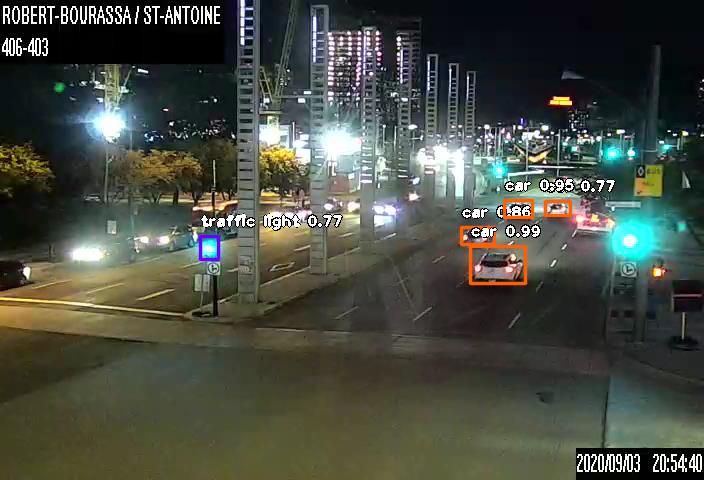 ROBERT-BOURASSA / ST-ANTOINE
406-403
car 0.95 0.77
car 0.86
traffic light 0.77
car 0.99
2020/09/03 20:54:40